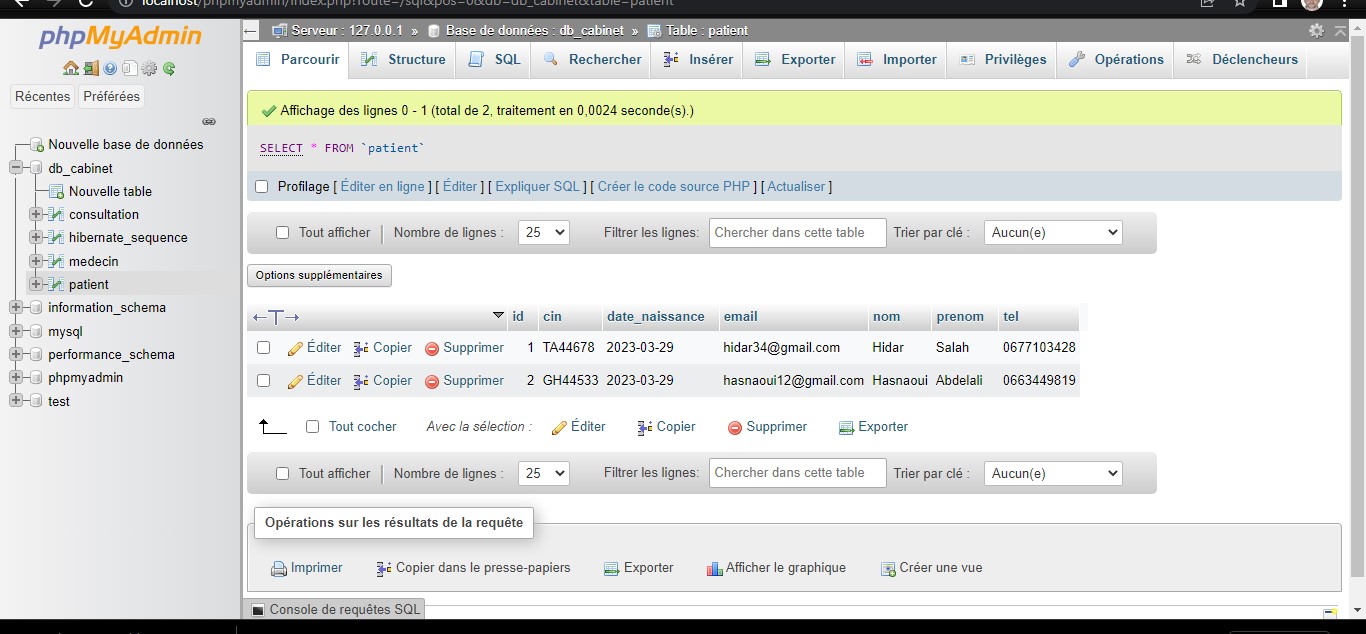 localhost/phpmyadmin/index.php?route=/sql&pos=0&db=db_cabinet&table=patient
phpMyAdmin
Récentes Préférées
Nouvelle base de données
db_cabinet
Nouvelle table
consultation
hibernate_sequence
medecin
patient
information_schema
mysql
performance_schema
phpmyadmin
test
Serveur : 127.0.0.1 » Base de données : db_cabinet » Table : patient
Parcourir Structure SQL Rechercher Insérer Exporter Importer Privilèges Opérations Déclencheurs
Affichage des lignes 0 - 1 (total de 2, traitement en 0,0024 seconde(s).)
SELECT * FROM `patient`
Profilage [ Éditer en ligne ] [ Éditer ] [ Expliquer SQL ] [ Créer le code source PHP ] [ Actualiser ]
Tout afficher | Nombre de lignes : 25 Filtrer les lignes: Chercher dans cette table Trier par clé : Aucun(e)
Options supplémentaires
←T→ id cin date_naissance email nom prenom tel
Éditer Copier Supprimer 1 TA44678 2023-03-29 hidar34@gmail.com Hidar Salah 0677103428
Éditer Copier Supprimer 2 GH44533 2023-03-29 hasnaoui12@gmail.com Hasnaoui Abdelali 0663449819
Tout cocher Avec la sélection : Éditer Copier Supprimer Exporter
Tout afficher | Nombre de lignes : 25 Filtrer les lignes: Chercher dans cette table Trier par clé : Aucun(e)
Opérations sur les résultats de la requête
Imprimer Copier dans le presse-papiers Exporter Afficher le graphique Créer une vue
Console de requêtes SQL